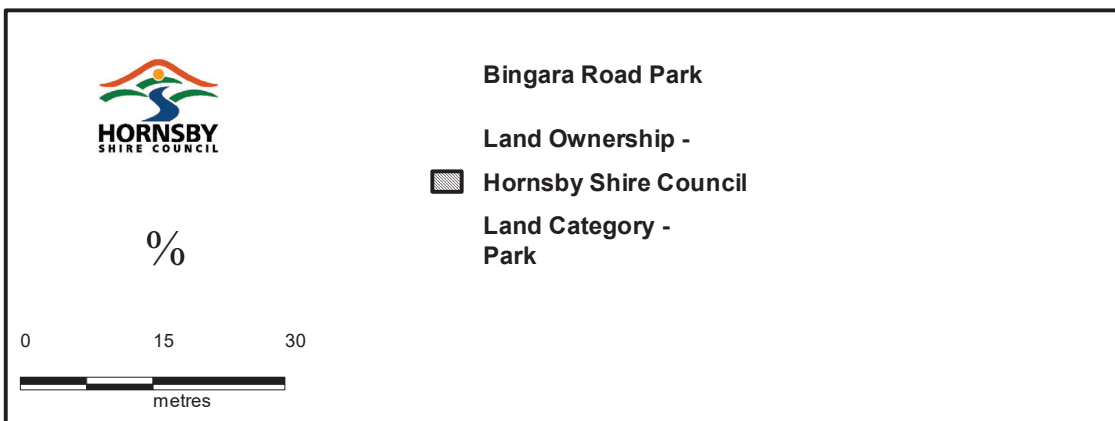 HORNSBY
SHIRE COUNCIL
Bingara Road Park
Land Ownership -
Hornsby Shire Council
Land Category -
Park
%
0 15 30
metres